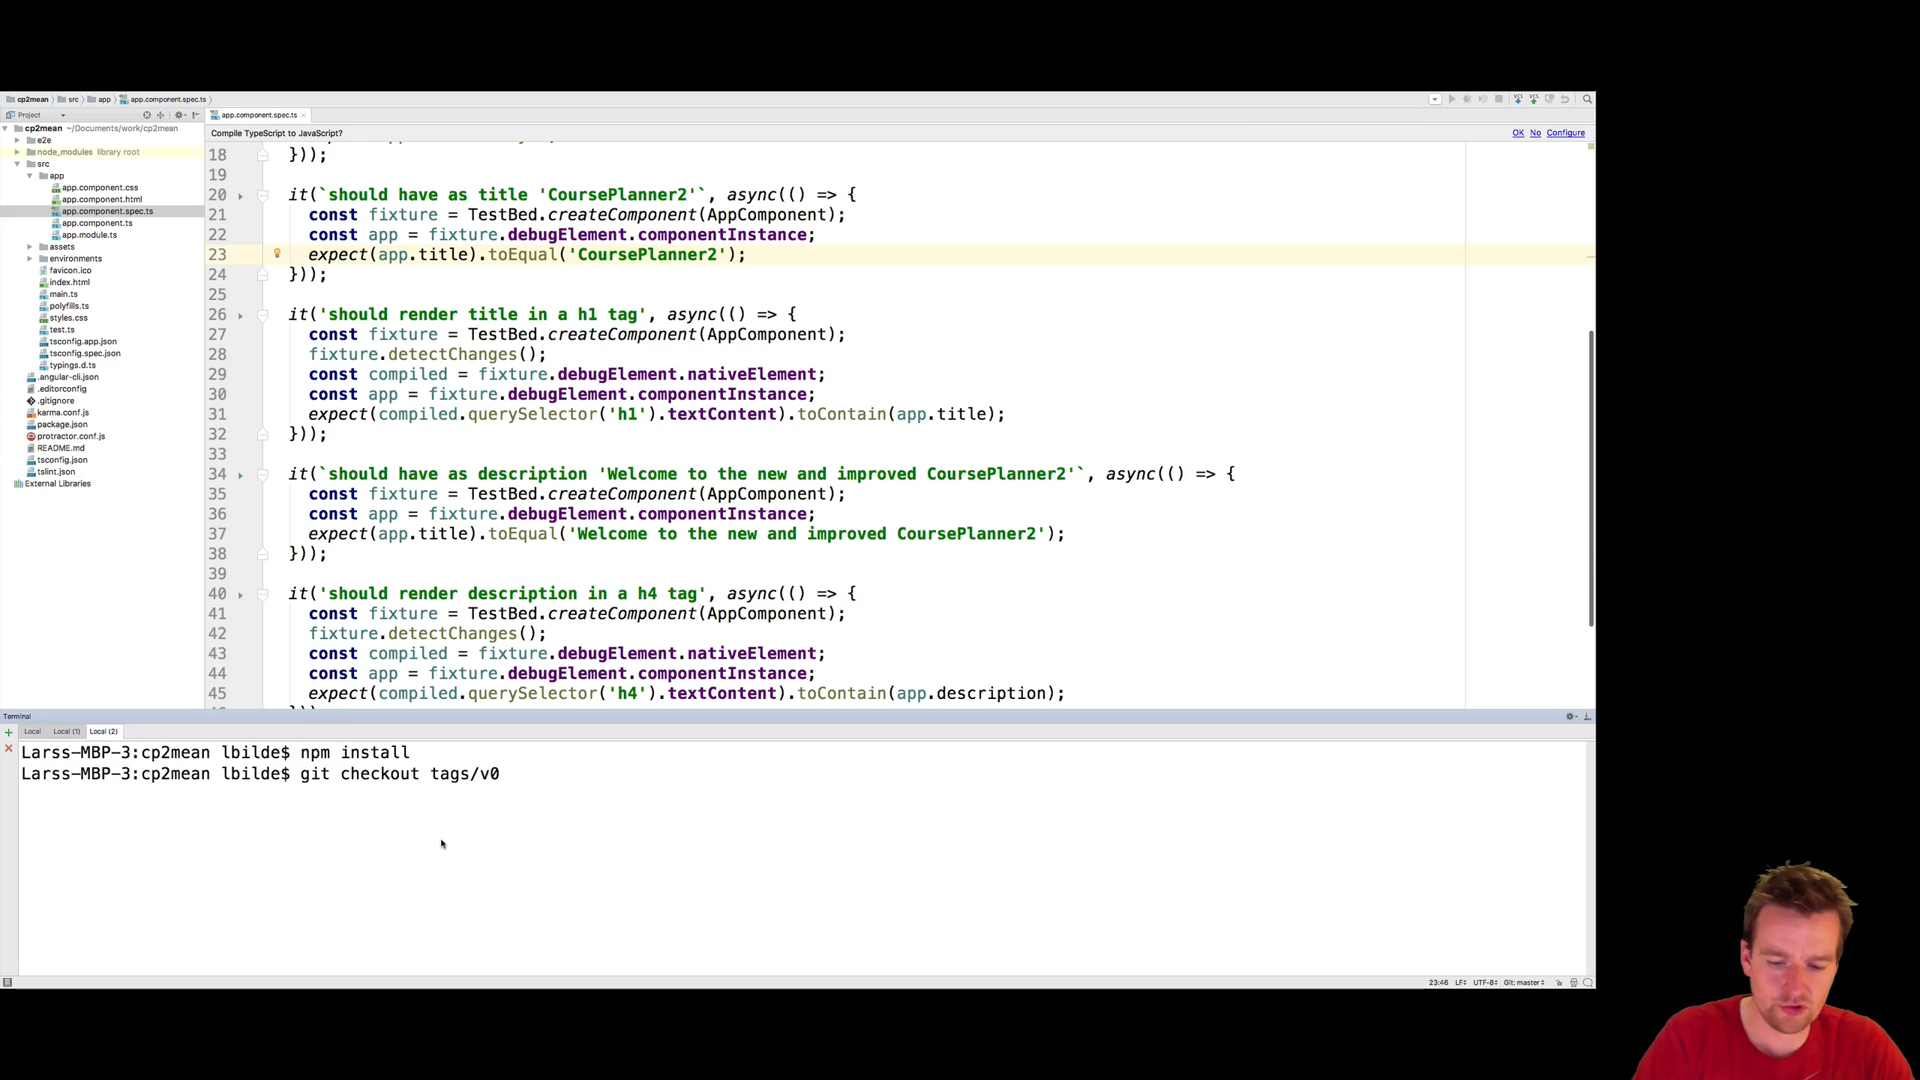 cp2mean
src
app
app.component.spec.ts
Project
app.component.spec.ts
cp2mean ~/Documents/work/cp2mean
e2e
node_modules library root
src
app
app.component.css
app.component.html
app.component.spec.ts
app.component.ts
app.module.ts
assets
environments
favicon.ico
index.html
main.ts
polyfills.ts
styles.css
test.ts
tsconfig.app.json
tsconfig.spec.json
typings.d.ts
.angular-cli.json
.editorconfig
.gitignore
karma.conf.js
package.json
protractor.conf.js
README.md
tsconfig.json
tslint.json
External Libraries
Compile TypeScript to JavaScript?
OK No Configure
18 }));
19
20 it(`should have as title 'CoursePlanner2'`, async(() => {
21 const fixture = TestBed.createComponent(AppComponent);
22 const app = fixture.debugElement.componentInstance;
23 expect(app.title).toEqual('CoursePlanner2');
24 }));
25
26 it('should render title in a h1 tag', async(() => {
27 const fixture = TestBed.createComponent(AppComponent);
28 fixture.detectChanges();
29 const compiled = fixture.debugElement.nativeElement;
30 const app = fixture.debugElement.componentInstance;
31 expect(compiled.querySelector('h1').textContent).toContain(app.title);
32 }));
33
34 it(`should have as description 'Welcome to the new and improved CoursePlanner2'`, async(() => {
35 const fixture = TestBed.createComponent(AppComponent);
36 const app = fixture.debugElement.componentInstance;
37 expect(app.title).toEqual('Welcome to the new and improved CoursePlanner2');
38 }));
39
40 it('should render description in a h4 tag', async(() => {
41 const fixture = TestBed.createComponent(AppComponent);
42 fixture.detectChanges();
43 const compiled = fixture.debugElement.nativeElement;
44 const app = fixture.debugElement.componentInstance;
45 expect(compiled.querySelector('h4').textContent).toContain(app.description);
Terminal
Local Local (1) Local (2)
Larss-MBP-3:cp2mean lbilde$ npm install
Larss-MBP-3:cp2mean lbilde$ git checkout tags/v0
23:46 LF÷ UTF-8÷ Git: master÷